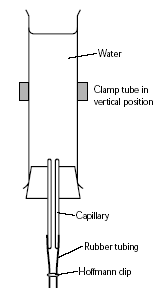 Water
Clamp tube in
vertical position
Capillary
Rubber tubing
Hoffmann clip